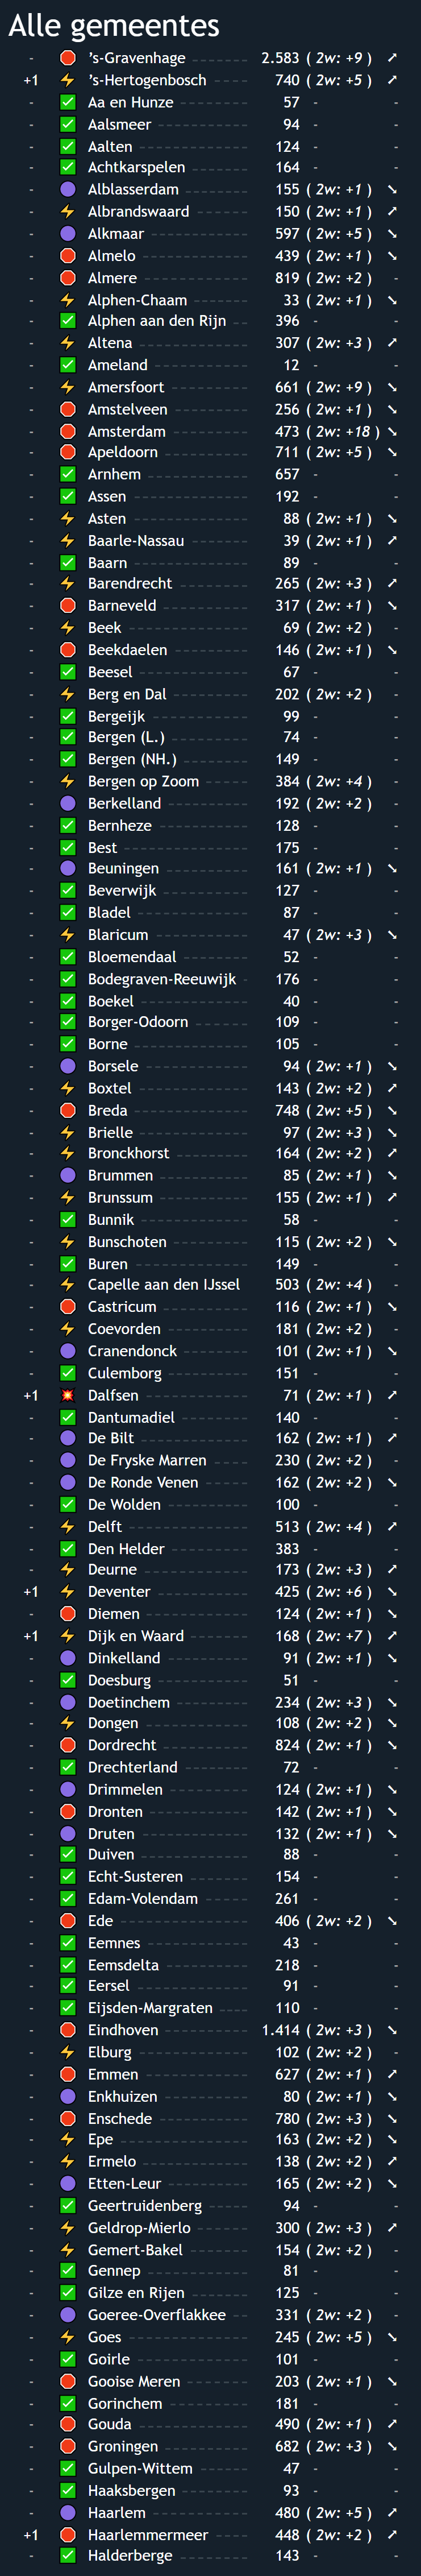 Alle gemeentes
- 's-Gravenhage 2.583 ( 2w: +9 ) ↗
+1 ⚡ ’s-Hertogenbosch 740 ( 2w: +5 ) ↗
- ✅ Aa en Hunze 57 - -
- ✅ Aalsmeer 94 - -
- ✅ Aalten 124 - -
- ✅ Achtkarspelen 164 - -
- Alblasserdam 155 ( 2w: +1 ) ↘
- ⚡ Albrandswaard 150 ( 2w: +1 ) ↗
- Alkmaar 597 ( 2w: +5 ) ↘
- Almelo 439 ( 2w: +1 ) ↘
- Almere 819 ( 2w: +2 ) -
- ⚡ Alphen-Chaam 33 ( 2w: +1 ) ↘
- ✅ Alphen aan den Rijn 396 - -
- ⚡ Altena 307 ( 2w: +3 ) ↗
- ✅ Ameland 12 - -
- ⚡ Amersfoort 661 ( 2w: +9 ) ↘
- Amstelveen 256 ( 2w: +1 ) ↘
- Amsterdam 473 ( 2w: +18 ) ↘
- Apeldoorn 711 ( 2w: +5 ) ↘
- ✅ Arnhem 657 - -
- ✅ Assen 192 - -
- ⚡ Asten 88 ( 2w: +1 ) ↘
- ⚡ Baarle-Nassau 39 ( 2w: +1 ) ↗
- ✅ Baarn 89 - -
- ⚡ Barendrecht 265 ( 2w: +3 ) ↗
- Barneveld 317 ( 2w: +1 ) ↘
- ⚡ Beek 69 ( 2w: +2 ) -
- Beekdaelen 146 ( 2w: +1 ) ↘
- ✅ Beesel 67 - -
- ⚡ Berg en Dal 202 ( 2w: +2 ) -
- ✅ Bergeijk 99 - -
- ✅ Bergen (L.) 74 - -
- ✅ Bergen (NH.) 149 - -
- ⚡ Bergen op Zoom 384 ( 2w: +4 ) -
- Berkelland 192 ( 2w: +2 ) -
- ✅ Bernheze 128 - -
- ✅ Best 175 - -
- Beuningen 161 ( 2w: +1 ) ↘
- ✅ Beverwijk 127 - -
- ✅ Bladel 87 - -
- ⚡ Blaricum 47 ( 2w: +3 ) ↘
- ✅ Bloemendaal 52 - -
- ✅ Bodegraven-Reeuwijk 176 - -
- ✅ Boekel 40 - -
- ✅ Borger-Odoorn 109 - -
- ✅ Borne 105 - -
- Borsele 94 ( 2w: +1 ) ↘
- ⚡ Boxtel 143 ( 2w: +2 ) ↗
- Breda 748 ( 2w: +5 ) ↘
- ⚡ Brielle 97 ( 2w: +3 ) ↘
- ⚡ Bronckhorst 164 ( 2w: +2 ) ↗
- Brummen 85 ( 2w: +1 ) ↘
- ⚡ Brunssum 155 ( 2w: +1 ) ↗
- ✅ Bunnik 58 - -
- ⚡ Bunschoten 115 ( 2w: +2 ) ↘
- ✅ Buren 149 - -
- ⚡ Capelle aan den IJssel 503 ( 2w: +4 ) -
- Castricum 116 ( 2w: +1 ) ↘
- ⚡ Coevorden 181 ( 2w: +2 ) -
- Cranendonck 101 ( 2w: +1 ) ↘
- ✅ Culemborg 151 - -
+1 Dalfsen 71 ( 2w: +1 ) ↗
- ✅ Dantumadiel 140 - -
- De Bilt 162 ( 2w: +1 ) ↗
- De Fryske Marren 230 ( 2w: +2 ) -
- De Ronde Venen 162 ( 2w: +2 ) ↘
- ✅ De Wolden 100 - -
- ⚡ Delft 513 ( 2w: +4 ) ↗
- ✅ Den Helder 383 - -
- ⚡ Deurne 173 ( 2w: +3 ) ↗
+1 ⚡ Deventer 425 ( 2w: +6 ) ↘
- Diemen 124 ( 2w: +1 ) ↘
+1 ⚡ Dijk en Waard 168 ( 2w: +7 ) ↗
- Dinkelland 91 ( 2w: +1 ) ↘
- ✅ Doesburg 51 - -
- Doetinchem 234 ( 2w: +3 ) ↘
- ⚡ Dongen 108 ( 2w: +2 ) ↘
- Dordrecht 824 ( 2w: +1 ) ↘
- ✅ Drechterland 72 - -
- Drimmelen 124 ( 2w: +1 ) ↘
- Dronten 142 ( 2w: +1 ) ↘
- Druten 132 ( 2w: +1 ) ↘
- ✅ Duiven 88 - -
- ✅ Echt-Susteren 154 - -
- ✅ Edam-Volendam 261 - -
- Ede 406 ( 2w: +2 ) ↘
- ✅ Eemnes 43 - -
- ✅ Eemsdelta 218 - -
- ✅ Eersel 91 - -
- ✅ Eijsden-Margraten 110 - -
- Eindhoven 1.414 ( 2w: +3 ) ↘
- ⚡ Elburg 102 ( 2w: +2 ) -
- Emmen 627 ( 2w: +1 ) ↗
- Enkhuizen 80 ( 2w: +1 ) ↘
- Enschede 780 ( 2w: +3 ) ↘
- ⚡ Epe 163 ( 2w: +2 ) ↘
- ⚡ Ermelo 138 ( 2w: +2 ) ↗
- Etten-Leur 165 ( 2w: +2 ) ↘
- ✅ Geertruidenberg 94 - -
- ⚡ Geldrop-Mierlo 300 ( 2w: +3 ) ↗
- ⚡ Gemert-Bakel 154 ( 2w: +2 ) -
- ✅ Gennep 81 - -
- ✅ Gilze en Rijen 125 - -
- Goeree-Overflakkee 331 ( 2w: +2 ) -
- ⚡ Goes 245 ( 2w: +5 ) ↘
- ✅ Goirle 101 - -
- Gooise Meren 203 ( 2w: +1 ) ↘
- ✅ Gorinchem 181 - -
- Gouda 490 ( 2w: +1 ) ↗
- Groningen 682 ( 2w: +3 ) ↘
- ✅ Gulpen-Wittem 47 - -
- ✅ Haaksbergen 93 - -
- Haarlem 480 ( 2w: +5 ) ↗
+1 Haarlemmermeer 448 ( 2w: +2 ) ↗
- ✅ Halderberge 143 - -